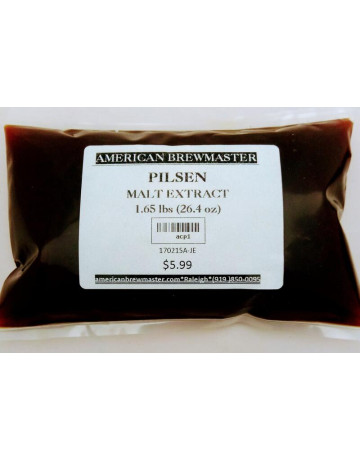 AMERICAN BREWMASTER
PILSEN
MALT EXTRACT
1.65 lbs (26.4 oz)
acp1
170215A-JE
$5.99
americanbrewmaster.com*Raleigh*(919)850-0095